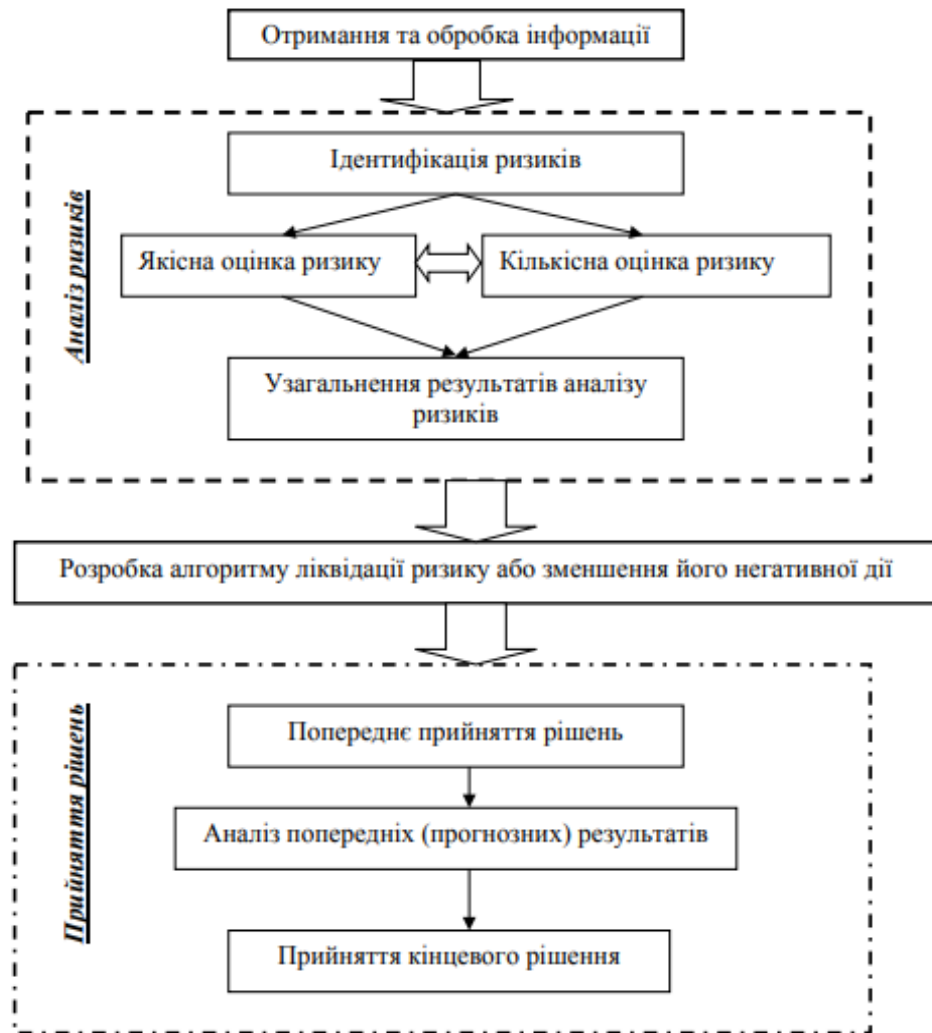 Отримання та обробка інформації
Ідентифікація ризиків
Аналіз ризиків
Якісна оцінка ризику
Кількісна оцінка ризику
Узагальнення результатів аналізу
ризиків
Розробка алгоритму ліквідації ризику або зменшення його негативної дії
Прийняття рішень
Попереднє прийняття рішень
Аналіз попередніх (прогнозних) результатів
Прийняття кінцевого рішення